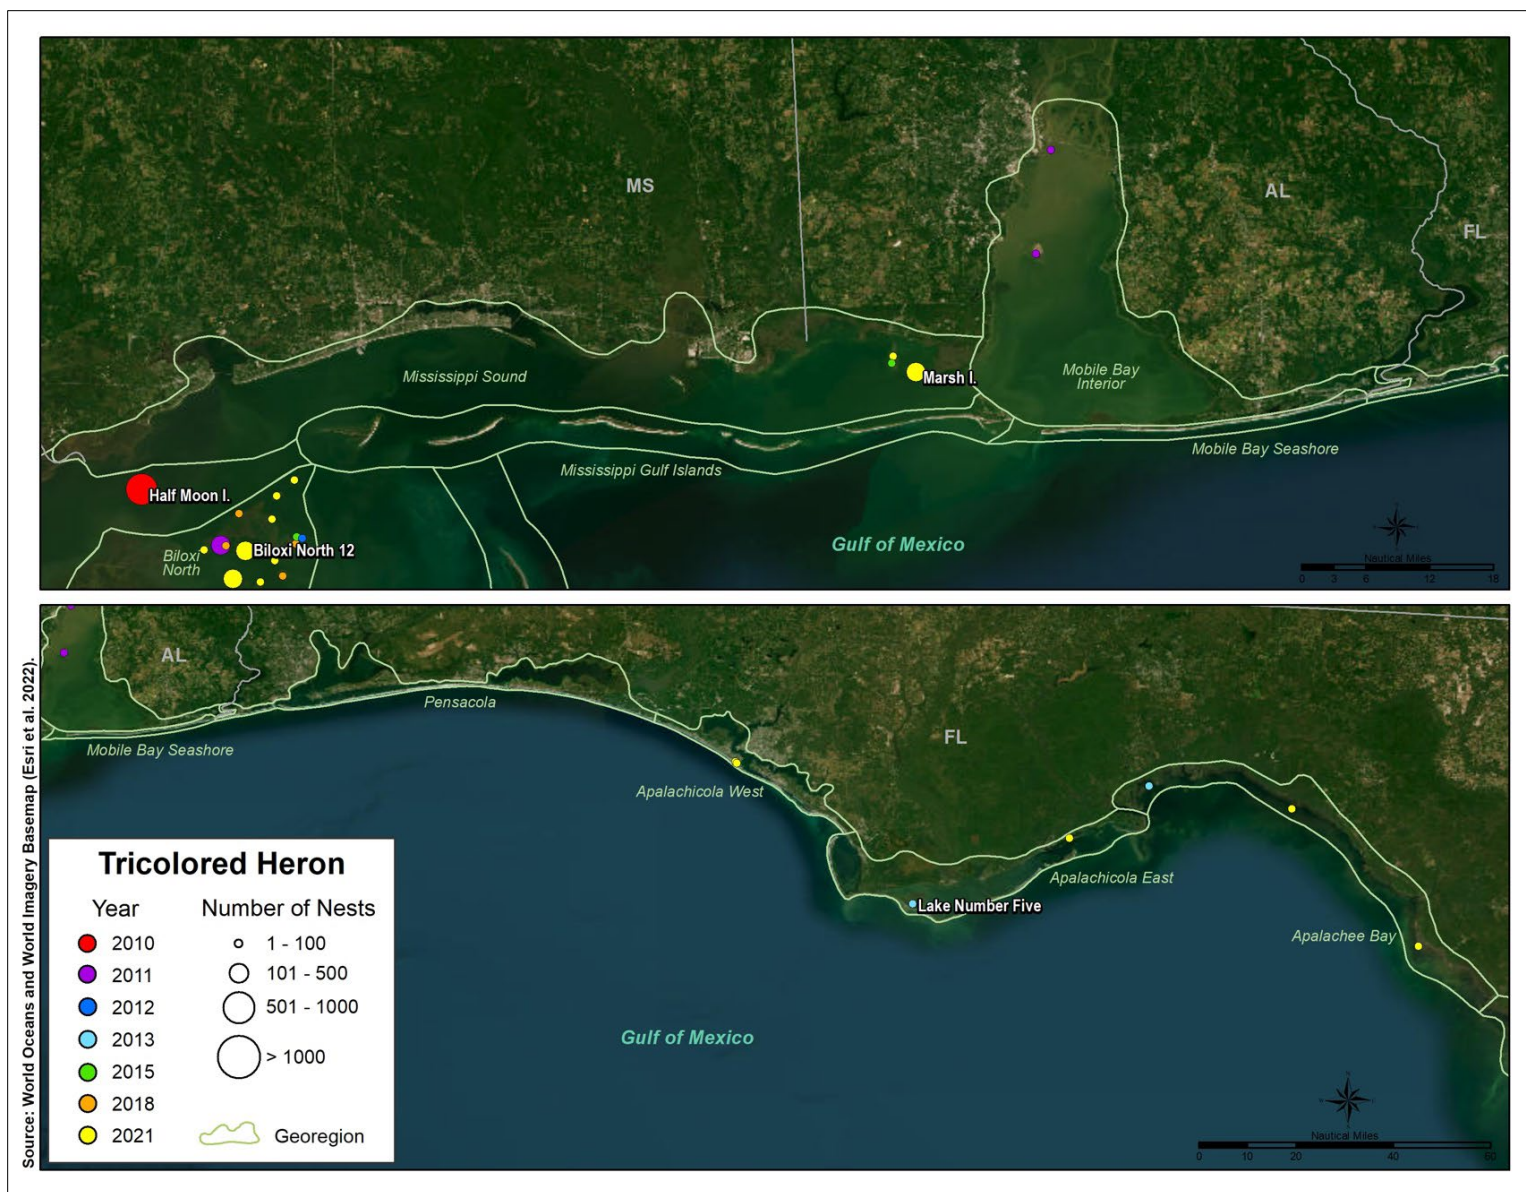 MS
AL
FL
Mississippi Sound
Marsh I.
Mobile Bay
Interior
Mobile Bay Seashore
Mississippi Gulf Islands
Half Moon I.
Biloxi North 12
Biloxi
North
Gulf of Mexico
Nautical Miles
0 3 6 12 18
AL
Pensacola
Mobile Bay Seashore
FL
Apalachicola West
Apalachicola East
Lake Number Five
Apalachee Bay
Gulf of Mexico
Nautical Miles
0 10 20 40 60
Tricolored Heron
Year
2010
2011
2012
2013
2015
2018
2021
Number of Nests
1 - 100
101 - 500
501 - 1000
> 1000
Georegion
Source: World Oceans and World Imagery Basemap (Esri et al. 2022).